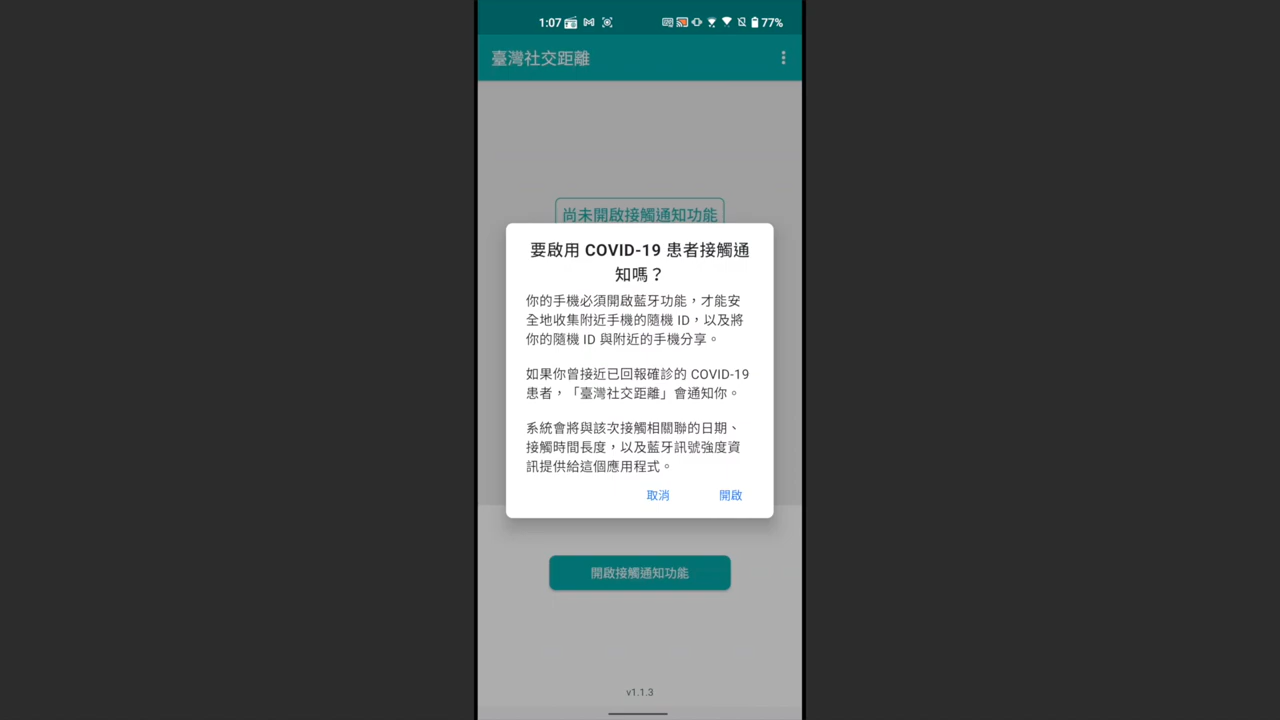 1:07
77%
臺灣社交距離
尚未開啟接觸通知功能
要啟用 COVID-19 患者接觸通
知嗎？
你的手機必須開啟藍牙功能，才能安
全地收集附近手機的隨機 ID，以及將
你的隨機 ID 與附近的手機分享。
如果你曾接近已回報確診的 COVID-19
患者，「臺灣社交距離」會通知你。
系統會將與該次接觸相關聯的日期、
接觸時間長度，以及藍牙訊號強度資
訊提供給這個應用程式。
取消
開啟
開啟接觸通知功能
v1.1.3